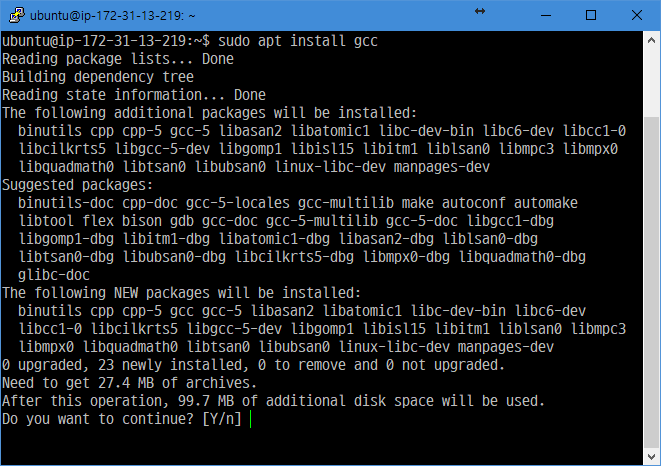 ubuntu@ip-172-31-13-219: ~
ubuntu@ip-172-31-13-219:~$ sudo apt install gcc
Reading package lists... Done
Building dependency tree
Reading state information... Done
The following additional packages will be installed:
  binutils cpp cpp-5 gcc-5 libasan2 libatomic1 libc-dev-bin libc6-dev libcc1-0
  libcilkrts5 libgcc-5-dev libgomp1 libisl15 libitm1 liblsan0 libmpc3 libmpx0
  libquadmath0 libtsan0 libubsan0 linux-libc-dev manpages-dev
Suggested packages:
  binutils-doc cpp-doc gcc-5-locales gcc-multilib make autoconf automake
  libtool flex bison gdb gcc-doc gcc-5-multilib gcc-5-doc libgcc1-dbg
  libgomp1-dbg libitm1-dbg libatomic1-dbg libasan2-dbg liblsan0-dbg
  libtsan0-dbg libubsan0-dbg libcilkrts5-dbg libmpx0-dbg libquadmath0-dbg
  glibc-doc
The following NEW packages will be installed:
  binutils cpp cpp-5 gcc gcc-5 libasan2 libatomic1 libc-dev-bin libc6-dev
  libcc1-0 libcilkrts5 libgcc-5-dev libgomp1 libisl15 libitm1 liblsan0 libmpc3
  libmpx0 libquadmath0 libtsan0 libubsan0 linux-libc-dev manpages-dev
0 upgraded, 23 newly installed, 0 to remove and 0 not upgraded.
Need to get 27.4 MB of archives.
After this operation, 99.7 MB of additional disk space will be used.
Do you want to continue? [Y/n]